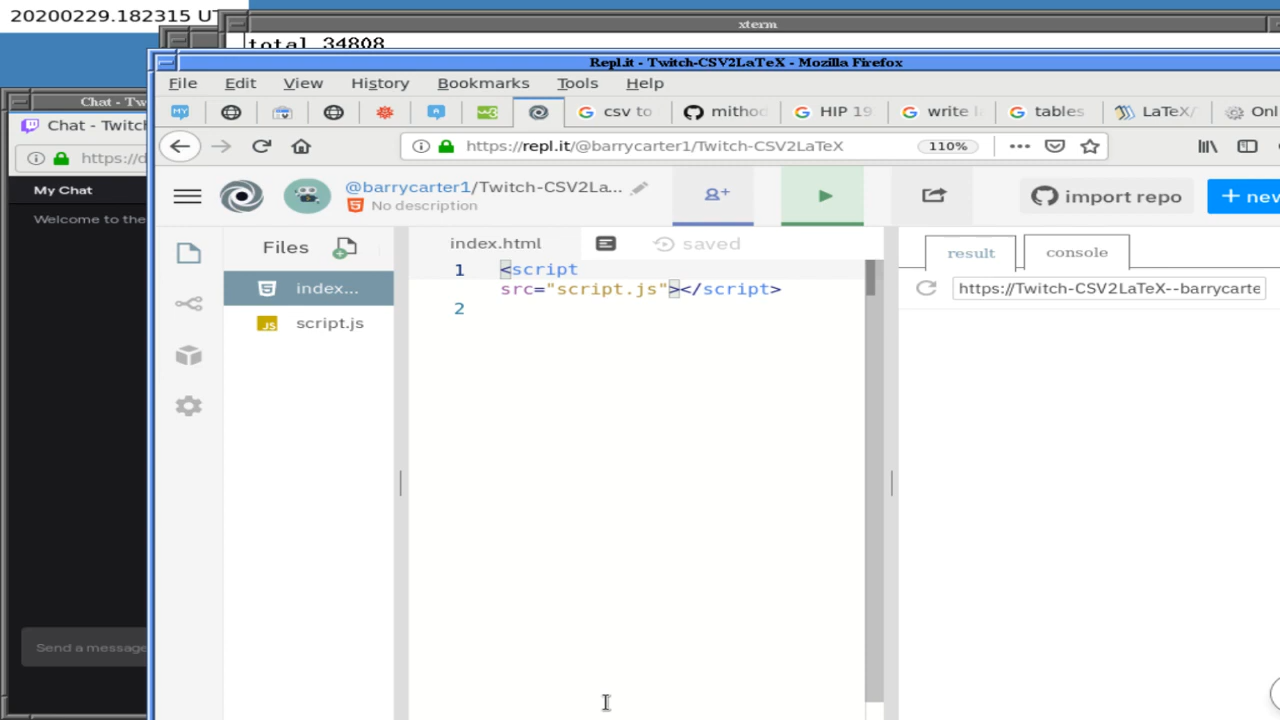 20200229.182315 UT
xterm
total 34808
Repl.it - Twitch-CSV2LaTeX - Mozilla Firefox
File Edit View History Bookmarks Tools Help
csv to
HIP 19
write
tables
LaTeX/
Onl
https://repl.it/@barrycarter1/Twitch-CSV2LaTeX 110%
Chat - Tw
Chat - Twitch
https://d
My Chat
Welcome to the
Send a message
@barrycarter1/Twitch-CSV2La...
No description
import repo
+ new
Files
index...
script.js
index.html
saved
1 <script
src="script.js"></script>
2
result
console
https://Twitch-CSV2LaTeX--barrycarte